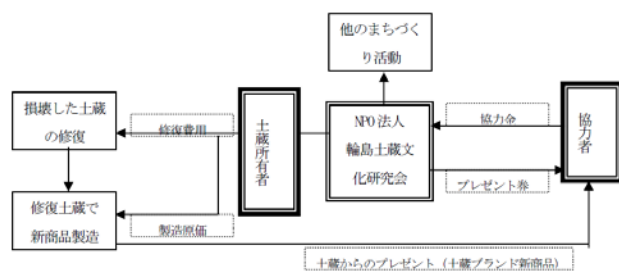 他のまちづく
り活動
損壊した土蔵
の修復
修復費用
土蔵所有者
NPO法人
輪島土蔵文
化研究会
協力金
協力者
プレゼント券
修復土蔵で
新商品製造
製造原価
土蔵からのプレゼント（土蔵ブランド新商品）